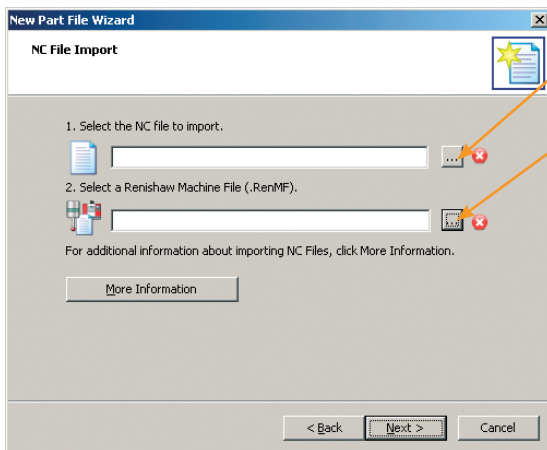 New Part File Wizard
NC File Import
1. Select the NC file to import.
...
2. Select a Renishaw Machine File (.RenMF).
...
For additional information about importing NC Files, click More Information.
More Information
< Back Next > Cancel